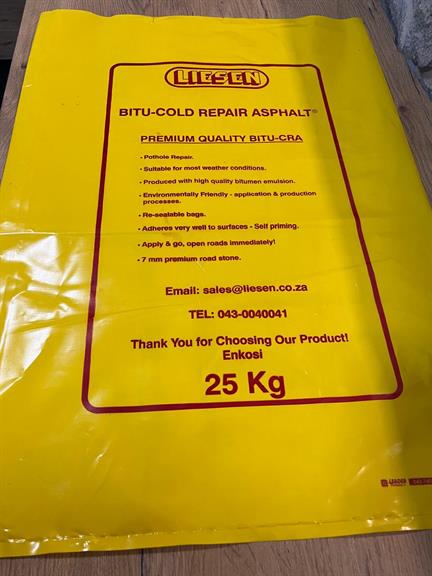 LIESEN
BITU-COLD REPAIR ASPHALT®
PREMIUM QUALITY BITU-CRA
• Pothole Repair.
• Suitable for most weather conditions.
• Produced with high quality bitumen emulsion.
• Environmentally Friendly - application & production
processes.
• Re-sealable bags.
• Adheres very well to surfaces - Self priming.
• Apply & go, open roads immediately!
• 7 mm premium road stone.
Email: sales@liesen.co.za
TEL: 043-0040041
Thank You for Choosing Our Product!
Enkosi
25 Kg
LEADER